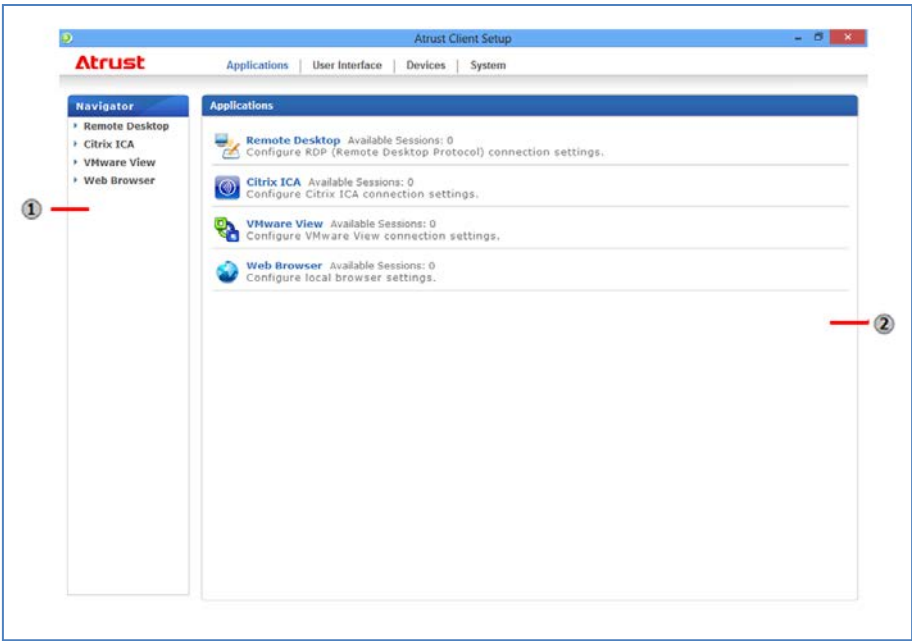 Atrust Client Setup
Atrust
Applications | User Interface | Devices | System
Navigator
Remote Desktop
Citrix ICA
VMware View
Web Browser
Applications
Remote Desktop Available Sessions: 0
Configure RDP (Remote Desktop Protocol) connection settings.
Citrix ICA Available Sessions: 0
Configure Citrix ICA connection settings.
VMware View Available Sessions: 0
Configure VMware View connection settings.
Web Browser Available Sessions: 0
Configure local browser settings.
1
2